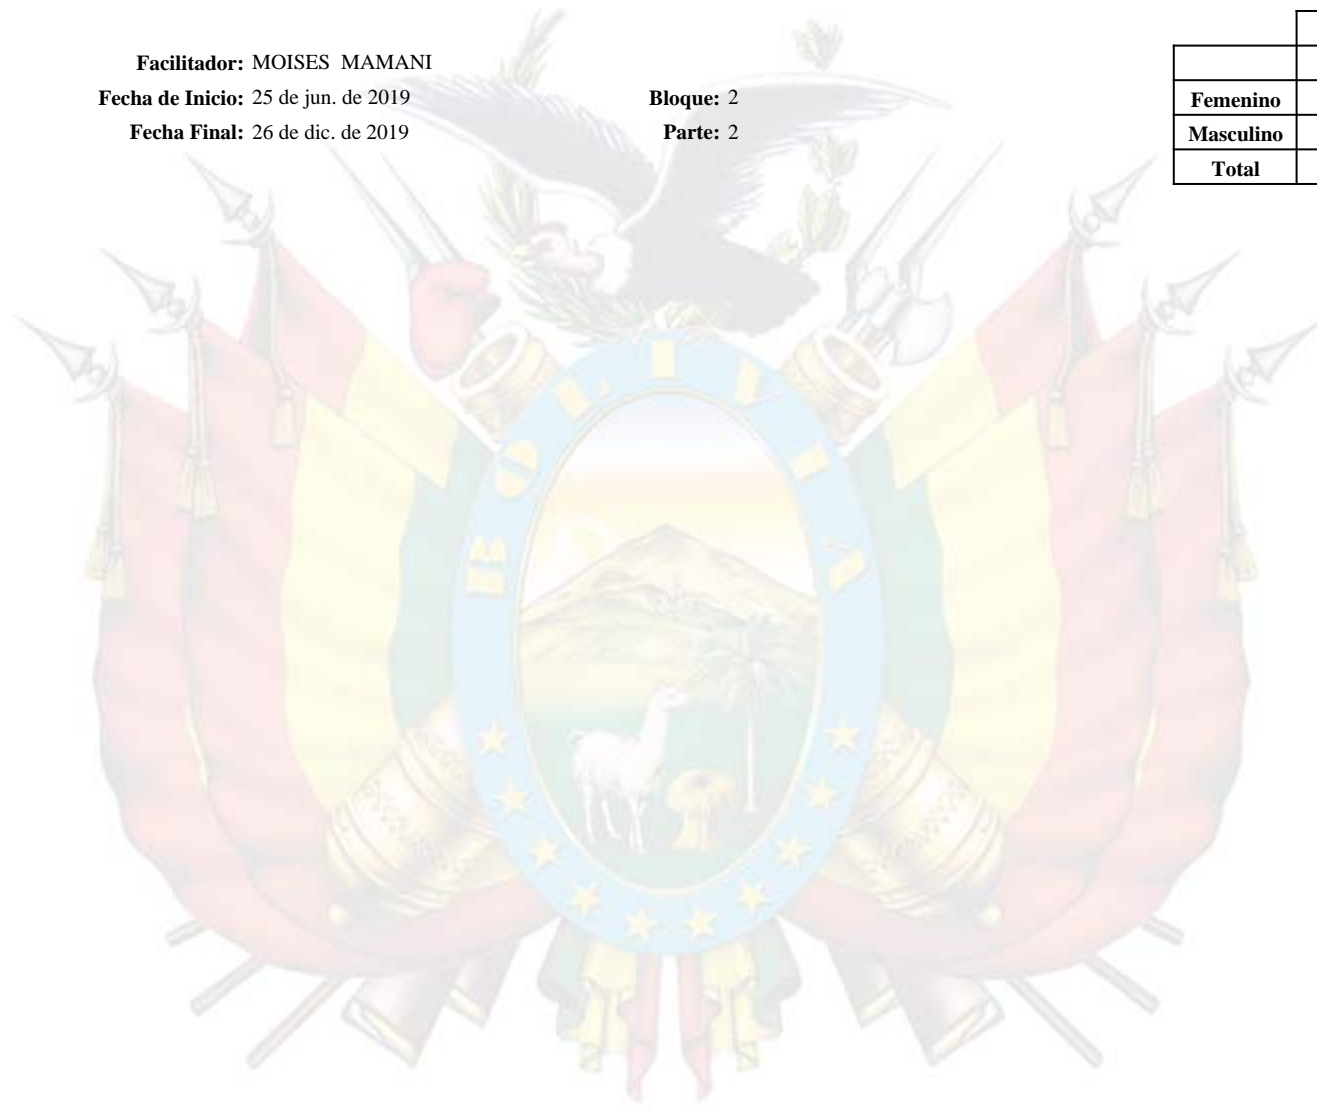 Facilitador: MOISES MAMANI
Fecha de Inicio: 25 de jun. de 2019
Bloque: 2
Fecha Final: 26 de dic. de 2019
Parte: 2
Femenino
Masculino
Total
BOLIVIA